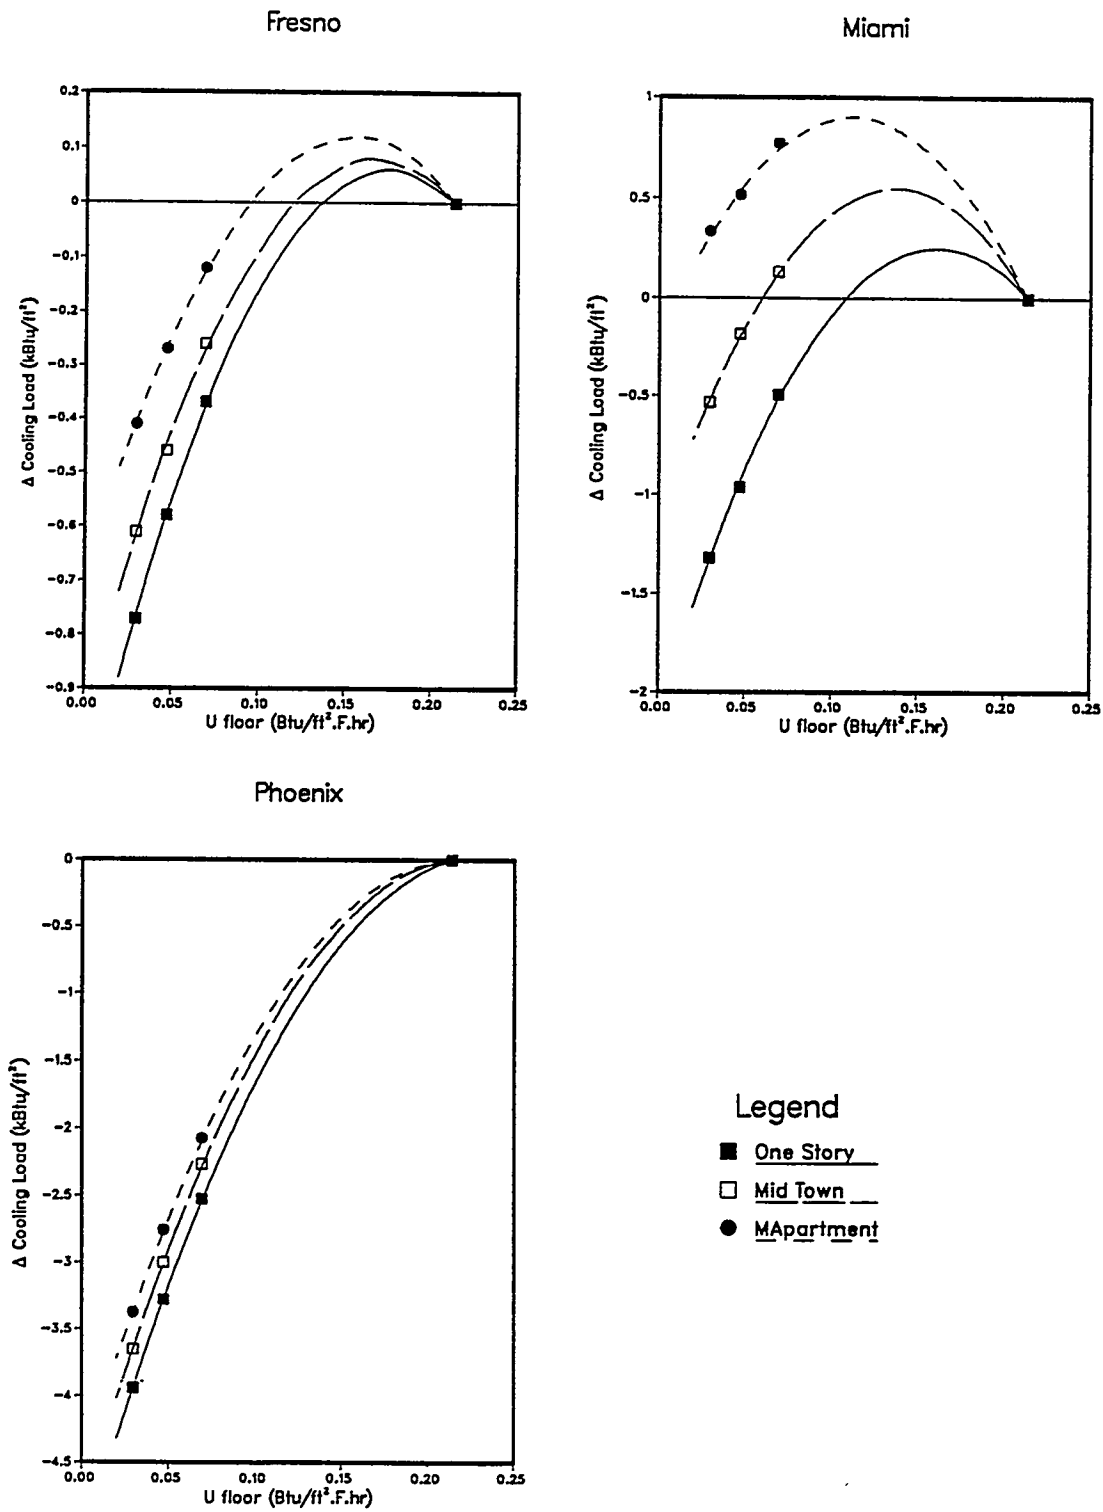 Fresno
0.2
0.1
0
-0.1
-0.2
-0.3
-0.4
-0.5
-0.6
-0.7
-0.8
-0.9
Δ Cooling Load (kBtu/ft²)
0.00 0.05 0.10 0.15 0.20 0.25
U floor (Btu/ft².F.hr)
Miami
1
0.5
0
-0.5
-1
-1.5
-2
Δ Cooling Load (kBtu/ft²)
0.00 0.05 0.10 0.15 0.20 0.25
U floor (Btu/ft².F.hr)
Phoenix
0
-0.5
-1
-1.5
-2
-2.5
-3
-3.5
-4
-4.5
Δ Cooling Load (kBtu/ft²)
0.00 0.05 0.10 0.15 0.20 0.25
U floor (Btu/ft².F.hr)
Legend
One Story
Mid Town
MApartment